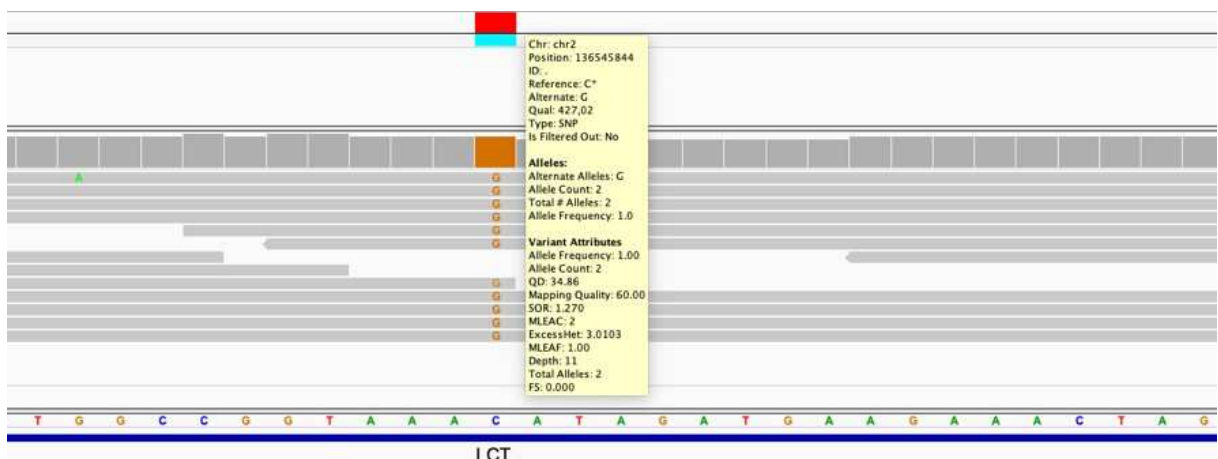 Chr: chr2
Position: 136545844
ID: .
Reference: C*
Alternate: G
Qual: 427,02
Type: SNP
Is Filtered Out: No
Alleles:
Alternate Alleles: G
Allele Count: 2
Total # Alleles: 2
Allele Frequency: 1.0
Variant Attributes
Allele Frequency: 1.00
Allele Count: 2
QD: 34.86
Mapping Quality: 60.00
SOR: 1.270
MLEAC: 2
ExcessHet: 3.0103
MLEAF: 1.00
Depth: 11
Total Alleles: 2
FS: 0.000
A G
G
G
G
G
G
G
G
G
G
G
T G G C C G G T A A A C A T A G A T G A A G A A A C T A G
LCT